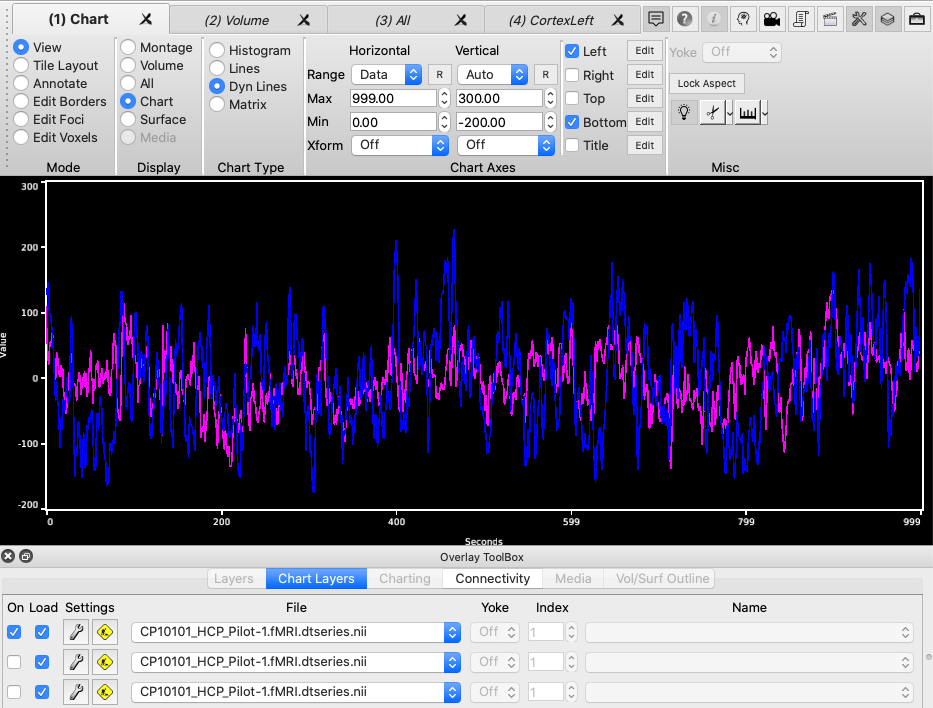 (1) Chart (2) Volume (3) All (4) CortexLeft
View Montage Histogram Horizontal Vertical Left Edit Yoke Off
Tile Layout Volume Lines Range Data R Auto R Right Edit Lock Aspect
Annotate All Dyn Lines Max 999.00 300.00 Top Edit
Edit Borders Chart Matrix Min 0.00 -200.00 Bottom Edit
Edit Foci Surface Xform Off Off Title Edit
Edit Voxels Media
Mode Display Chart Type Chart Axes Misc
300
200
100
Value
0
-100
-200
0 200 400 599 799 999
Seconds
Overlay ToolBox
Layers Chart Layers Charting Connectivity Media Vol/Surf Outline
On Load Settings File Yoke Index Name
CP10101_HCP_Pilot-1.fMRI.dtseries.nii Off 1
CP10101_HCP_Pilot-1.fMRI.dtseries.nii Off 1
CP10101_HCP_Pilot-1.fMRI.dtseries.nii Off 1